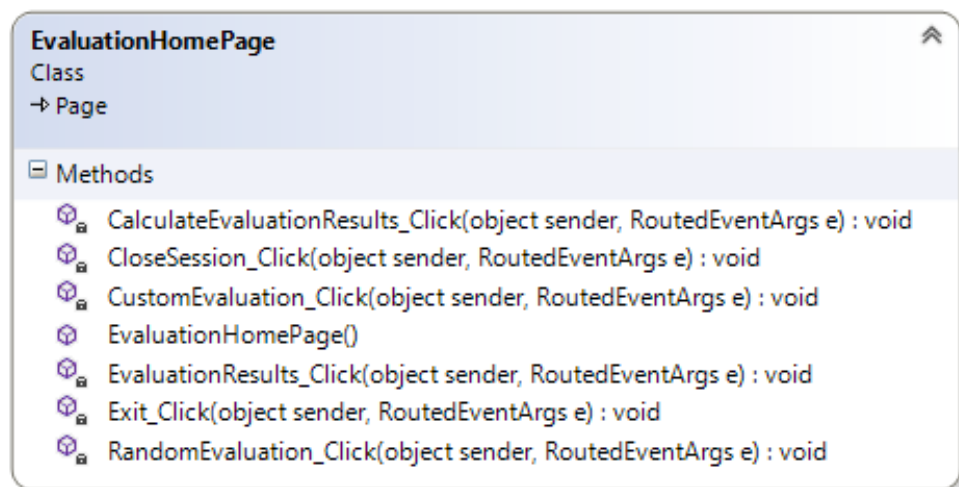 EvaluationHomePage
Class
Page
Methods
CalculateEvaluationResults_Click(object sender, RoutedEventArgs e) : void
CloseSession_Click(object sender, RoutedEventArgs e) : void
CustomEvaluation_Click(object sender, RoutedEventArgs e) : void
EvaluationHomePage()
EvaluationResults_Click(object sender, RoutedEventArgs e) : void
Exit_Click(object sender, RoutedEventArgs e) : void
RandomEvaluation_Click(object sender, RoutedEventArgs e) : void